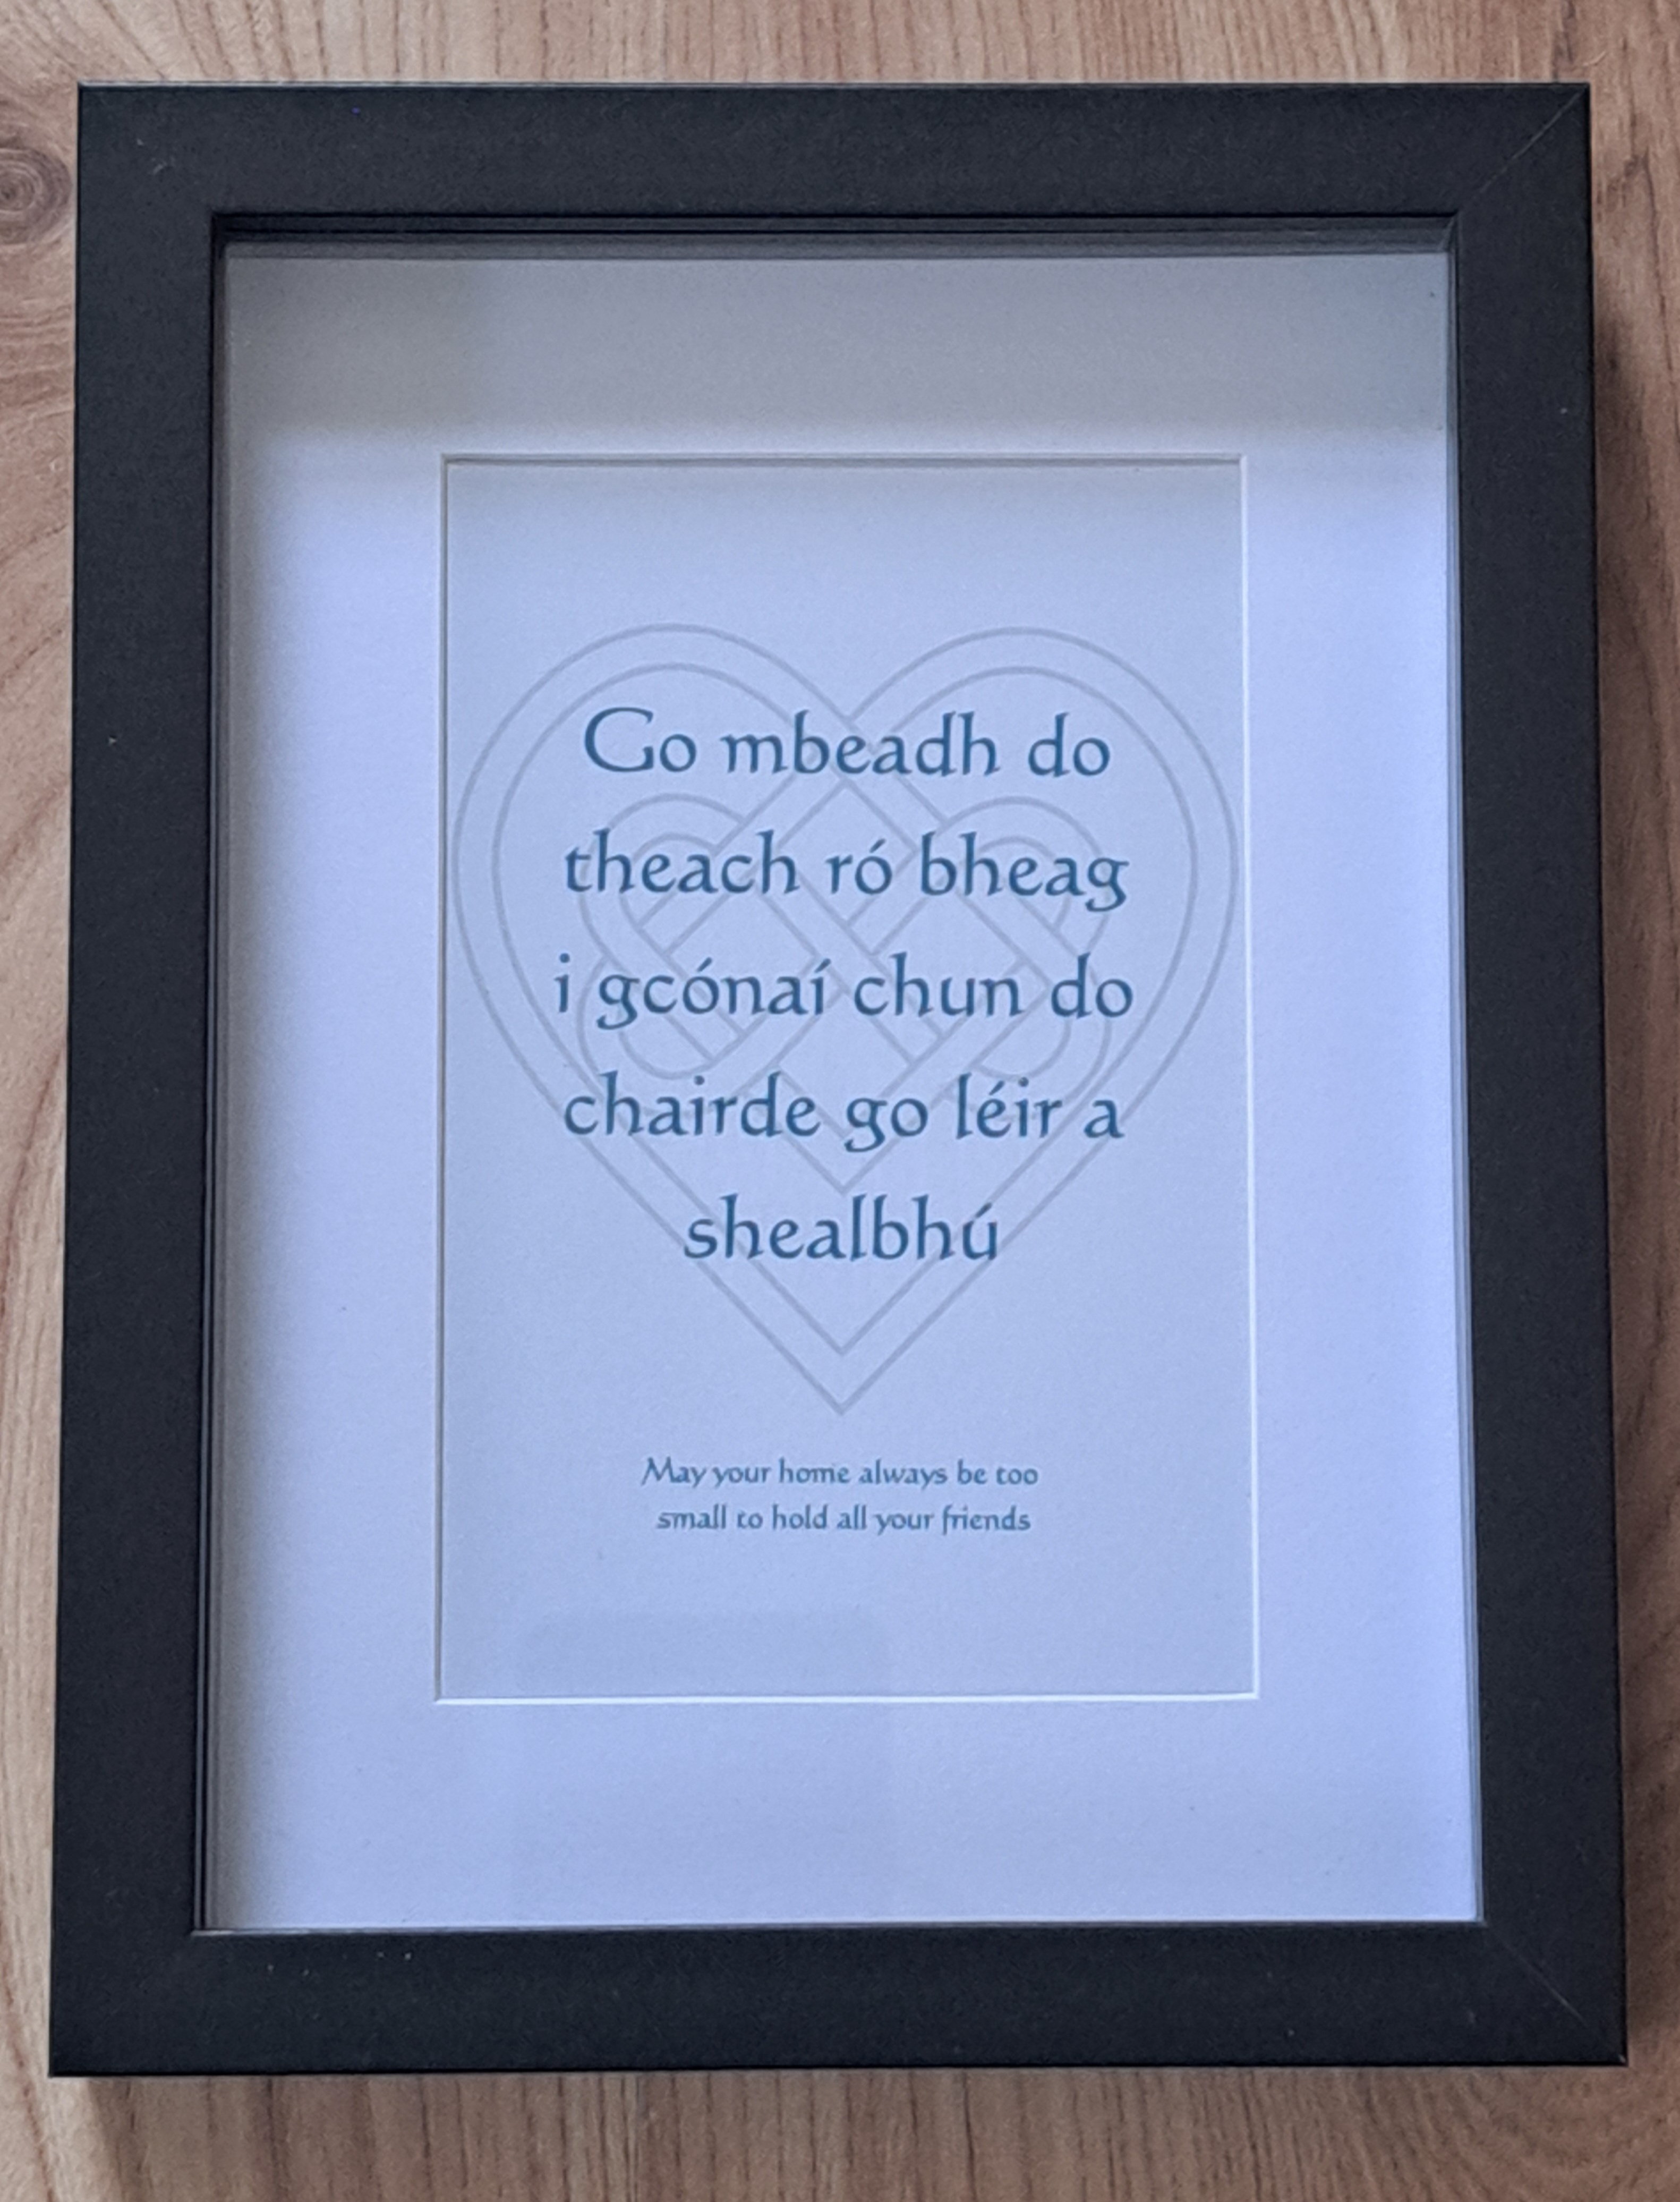 Go mbeadh do
theach ró bheag
i gcónaí chun do
chairde go léir a
shealbhú
May your home always be too
small to hold all your friends